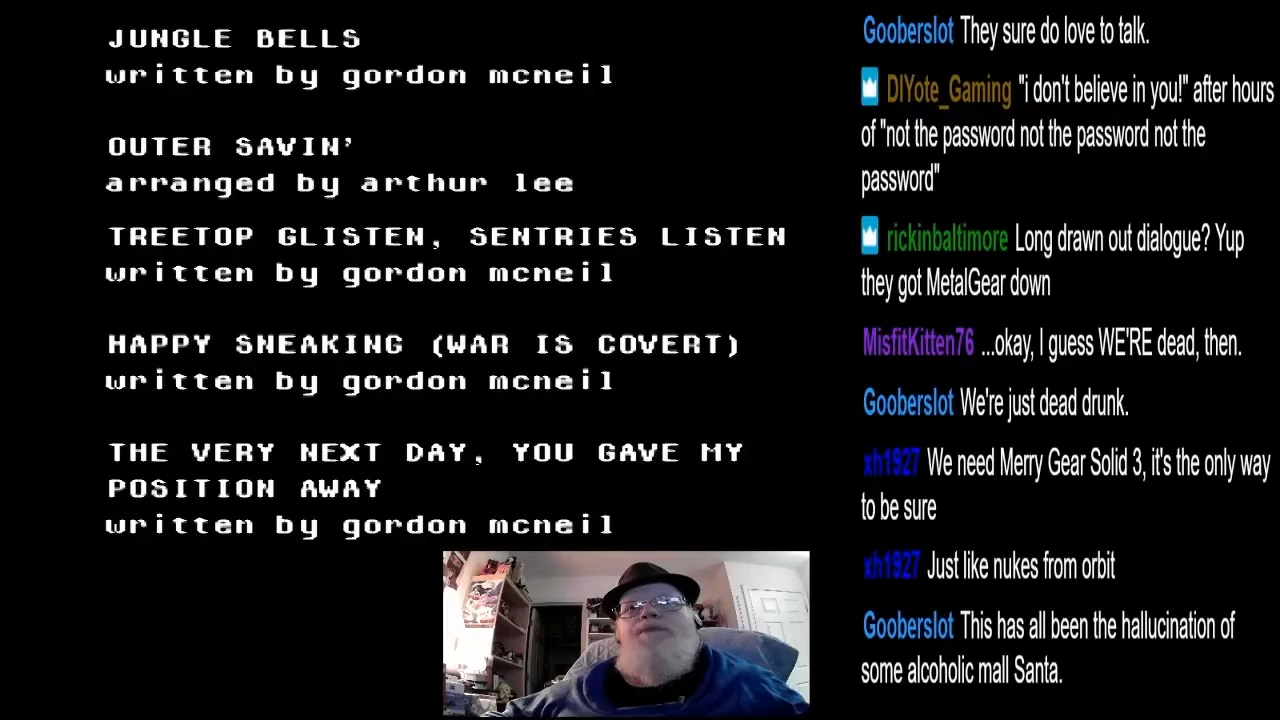 JUNGLE BELLS
written by gordon mcneil
OUTER SAVIN'
arranged by arthur lee
TREETOP GLISTEN, SENTRIES LISTEN
written by gordon mcneil
HAPPY SNEAKING (WAR IS COVERT)
written by gordon mcneil
THE VERY NEXT DAY, YOU GAVE MY
POSITION AWAY
written by gordon mcneil
Gooberslot They sure do love to talk.
DIYote_Gaming "i don't believe in you!" after hours
of "not the password not the password not the
password"
rickinbaltimore Long drawn out dialogue? Yup
they got MetalGear down
MisfitKitten76 ...okay, I guess WE'RE dead, then.
Gooberslot We're just dead drunk.
xh1927 We need Merry Gear Solid 3, it's the only way
to be sure
xh1927 Just like nukes from orbit
Gooberslot This has all been the hallucination of
some alcoholic mall Santa.